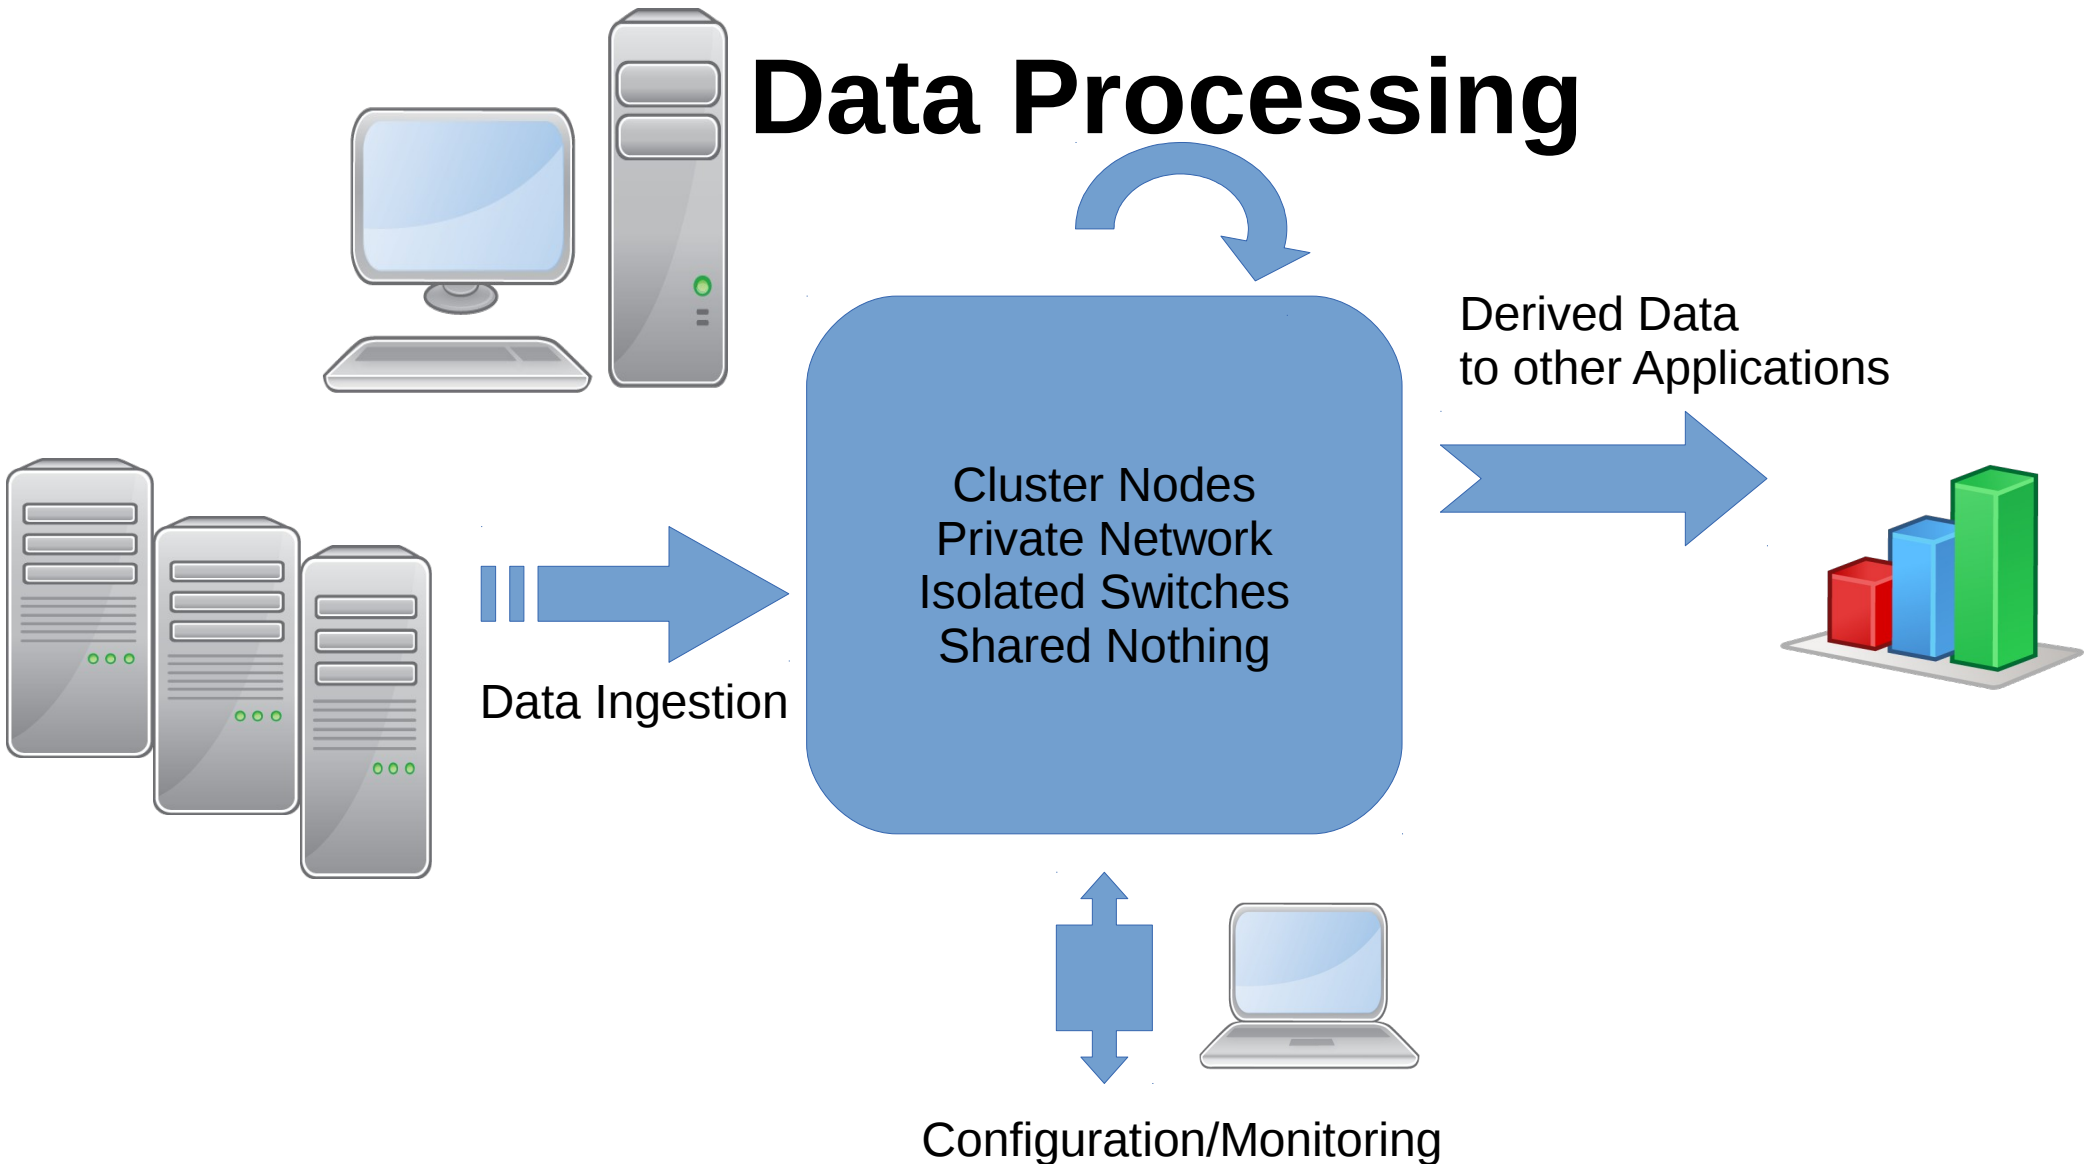 Data Processing
Derived Data
to other Applications
Cluster Nodes
Private Network
Isolated Switches
Shared Nothing
Data Ingestion
Configuration/Monitoring